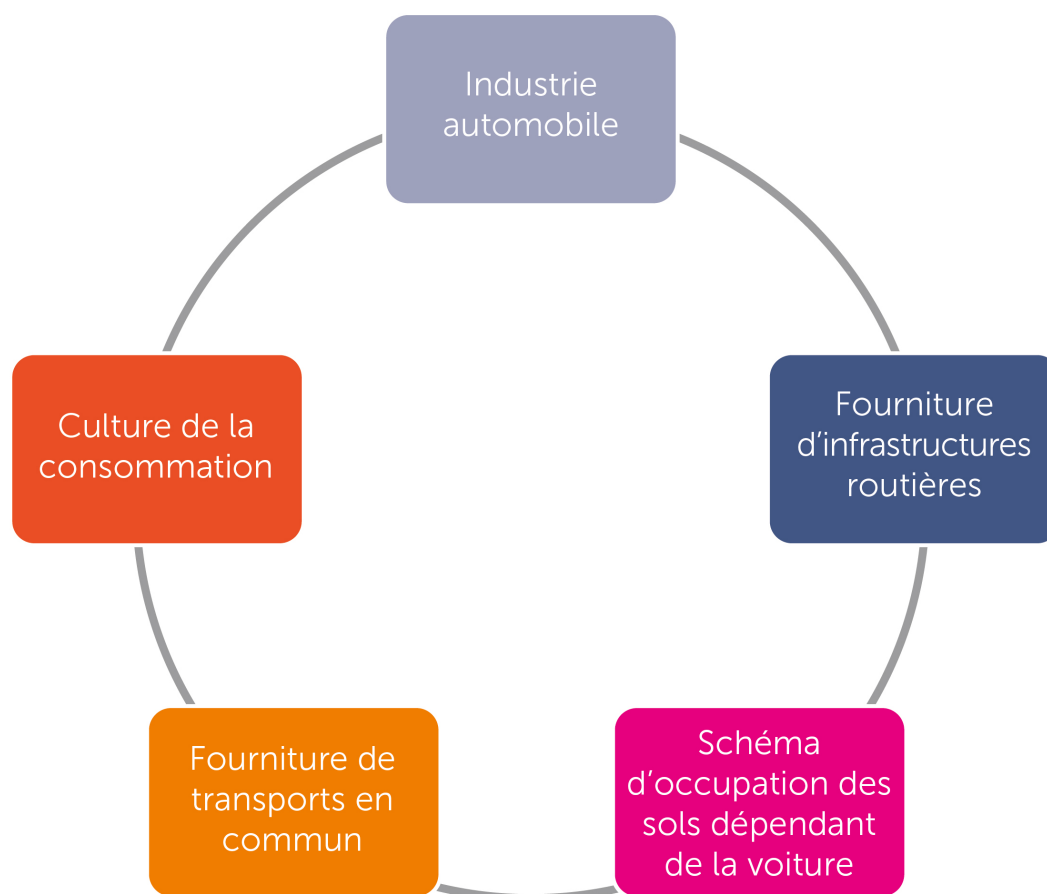 Industrie
automobile
Fourniture
d’infrastructures
routières
Schéma
d’occupation des
sols dépendant
de la voiture
Fourniture de
transports en
commun
Culture de la
consommation